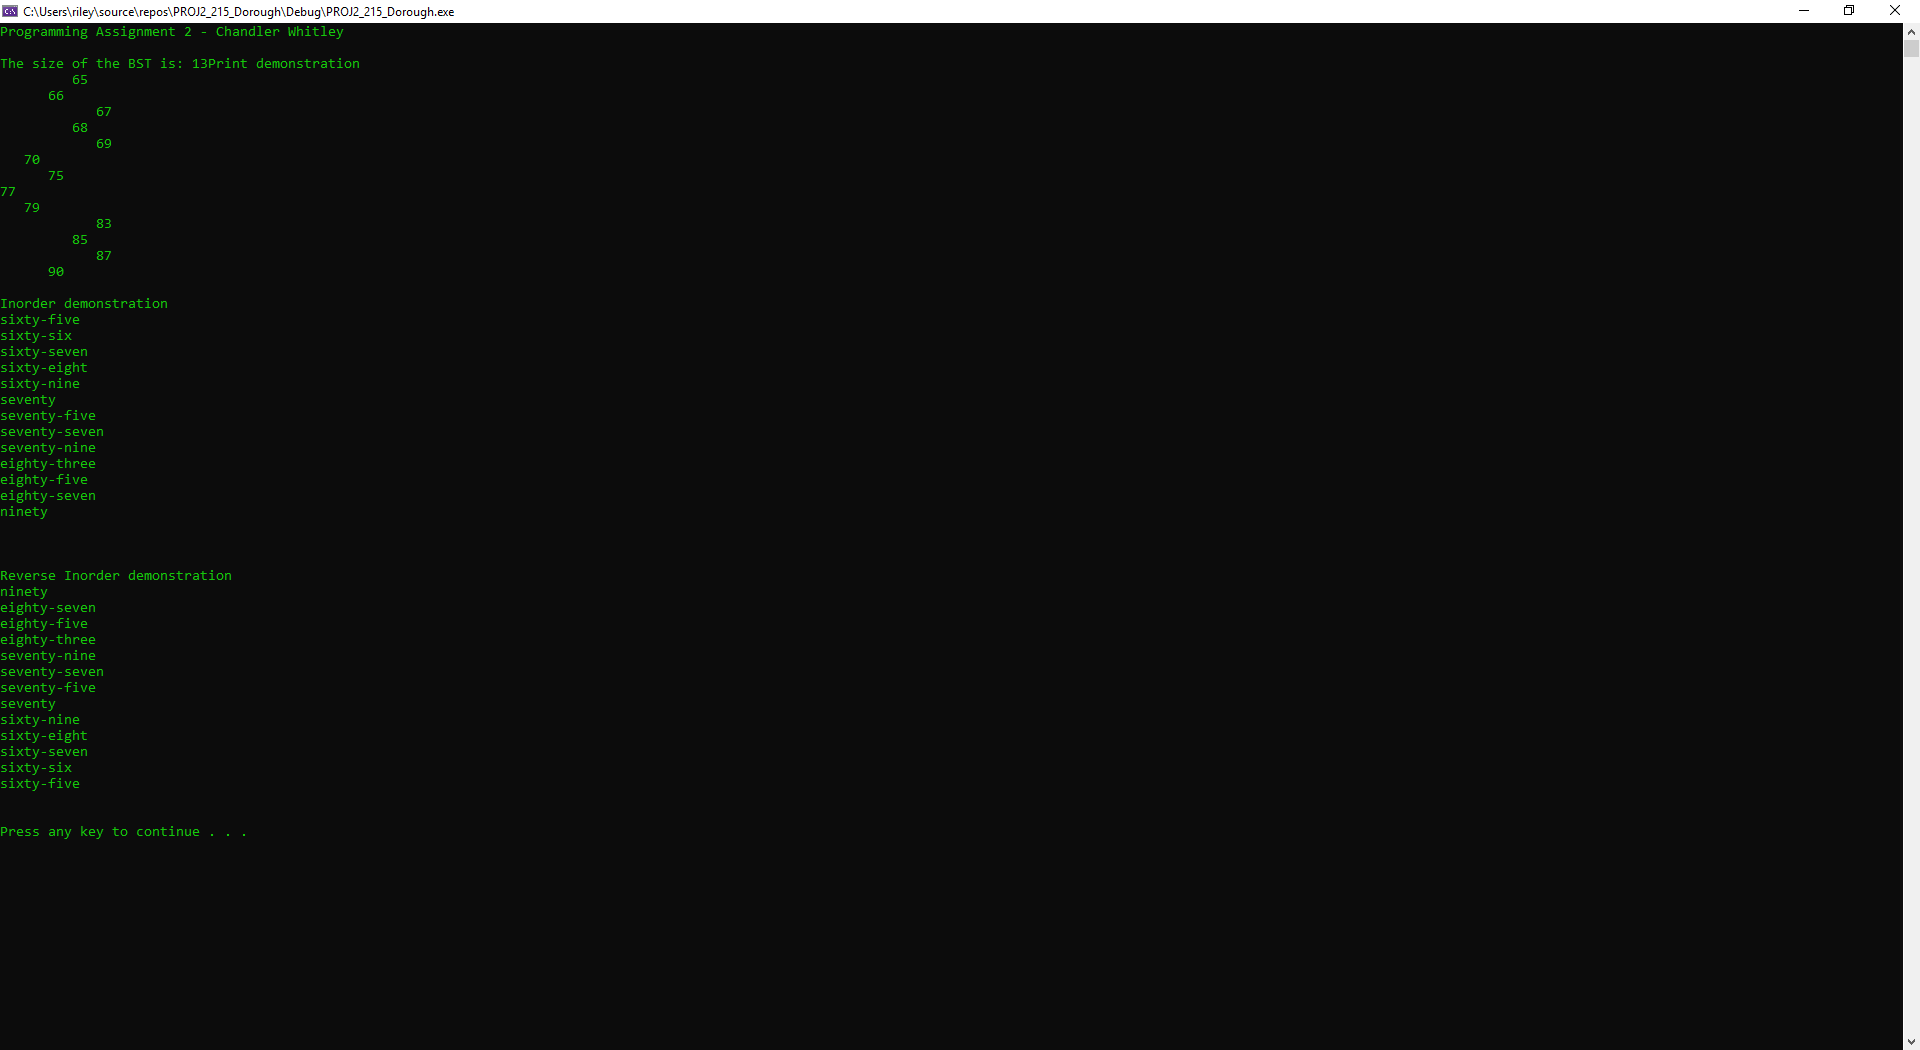 C:\Users\riley\source\repos\PROJ2_215_Dorough\Debug\PROJ2_215_Dorough.exe
Programming Assignment 2 - Chandler Whitley
The size of the BST is: 13Print demonstration
         65
      66
            67
         68
            69
   70
      75
77
   79
            83
         85
            87
      90
Inorder demonstration
sixty-five
sixty-six
sixty-seven
sixty-eight
sixty-nine
seventy
seventy-five
seventy-seven
seventy-nine
eighty-three
eighty-five
eighty-seven
ninety
Reverse Inorder demonstration
ninety
eighty-seven
eighty-five
eighty-three
seventy-nine
seventy-seven
seventy-five
seventy
sixty-nine
sixty-eight
sixty-seven
sixty-six
sixty-five
Press any key to continue . . .